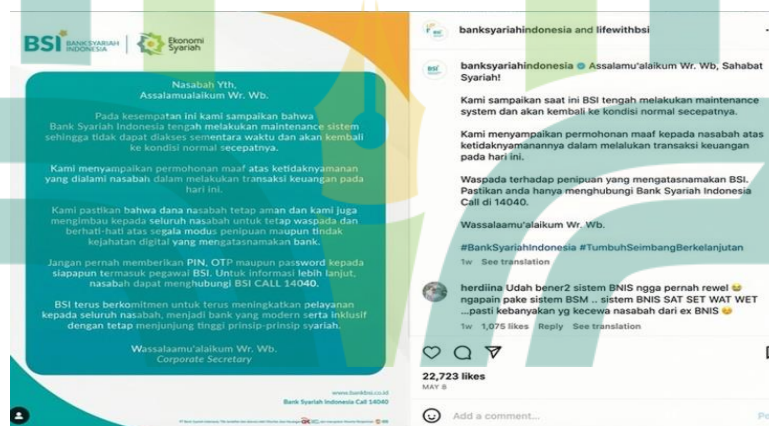 BSI BANK SYARIAH
INDONESIA
Ekonomi
Syariah
Nasabah Yth,
Assalamualaikum Wr. Wb.
Pada kesempatan ini kami sampaikan bahwa
Bank Syariah Indonesia tengah melakukan maintenance sistem
sehingga tidak dapat diakses sementara waktu dan akan kembali
ke kondisi normal secepatnya.
Kami menyampaikan permohonan maaf atas ketidaknyamanan
yang dialami nasabah dalam melakukan transaksi keuangan pada
hari ini.
Kami pastikan bahwa dana nasabah tetap aman dan kami juga
mengimbau kepada seluruh nasabah untuk tetap waspada dan
berhati-hati atas segala modus penipuan maupun tindak
kejahatan digital yang mengatasnamakan bank.
Jangan pernah memberikan PIN, OTP maupun password kepada
siapapun termasuk pegawai BSI. Untuk informasi lebih lanjut,
nasabah dapat menghubungi BSI CALL 14040.
BSI terus berkomitmen untuk terus meningkatkan pelayanan
kepada seluruh nasabah, menjadi bank yang modern serta inklusif
dengan tetap menjunjung tinggi prinsip-prinsip syariah.
Wassalaamu'alaikum Wr. Wb.
Corporate Secretary
www.bankbsi.co.id
Bank Syariah Indonesia Call 14040
banksyariahindonesia and lifewithbsi
banksyariahindonesia Assalamu'alaikum Wr. Wb, Sahabat
Syariah!
Kami sampaikan saat ini BSI tengah melakukan maintenance
system dan akan kembali ke kondisi normal secepatnya.
Kami menyampaikan permohonan maaf kepada nasabah atas
ketidaknyamanannya dalam melalukan transaksi keuangan
pada hari ini.
Waspada terhadap penipuan yang mengatasnamakan BSI.
Pastikan anda hanya menghubungi Bank Syariah Indonesia
Call di 14040.
Wassalamu'alaikum Wr. Wb.
#BankSyariahIndonesia #TumbuhSeimbangBerkelanjutan
1w See translation
herdiina Udah bener2 sistem BNIS ngga pernah rewel 😂
ngapain pake sistem BSM .. sistem BNIS SAT SET WAT WET
...pasti kebanyakan yg kecewa nasabah dari ex BNIS 😔
1w 1,075 likes Reply See translation
22,723 likes
MAY 8
Add a comment...